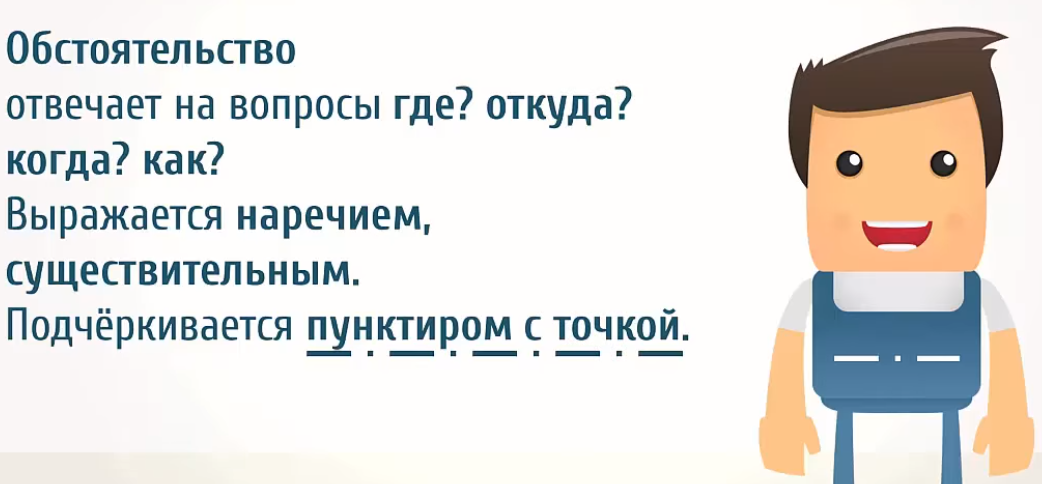 Обстоятельство
отвечает на вопросы где? откуда?
когда? как?
Выражается наречием,
существительным.
Подчёркивается пунктиром с точкой.